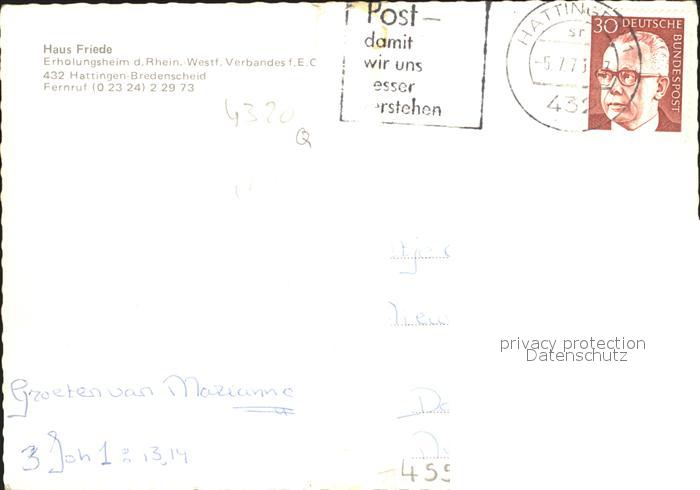 Haus Friede
Erholungsheim d. Rhein.-Westf. Verbandes f. E. C
432 Hattingen-Bredenscheid
Fernruf (0 23 24) 2 29 73
4320
Q
Post–
damit
wir uns
esser
erstehen
HATTINGE
432
30 DEUTSCHE
BUNDESPOST
tje
privacy protection
Datenschutz
Groeten van Marianne
3 Joh 1 : 13,14
455